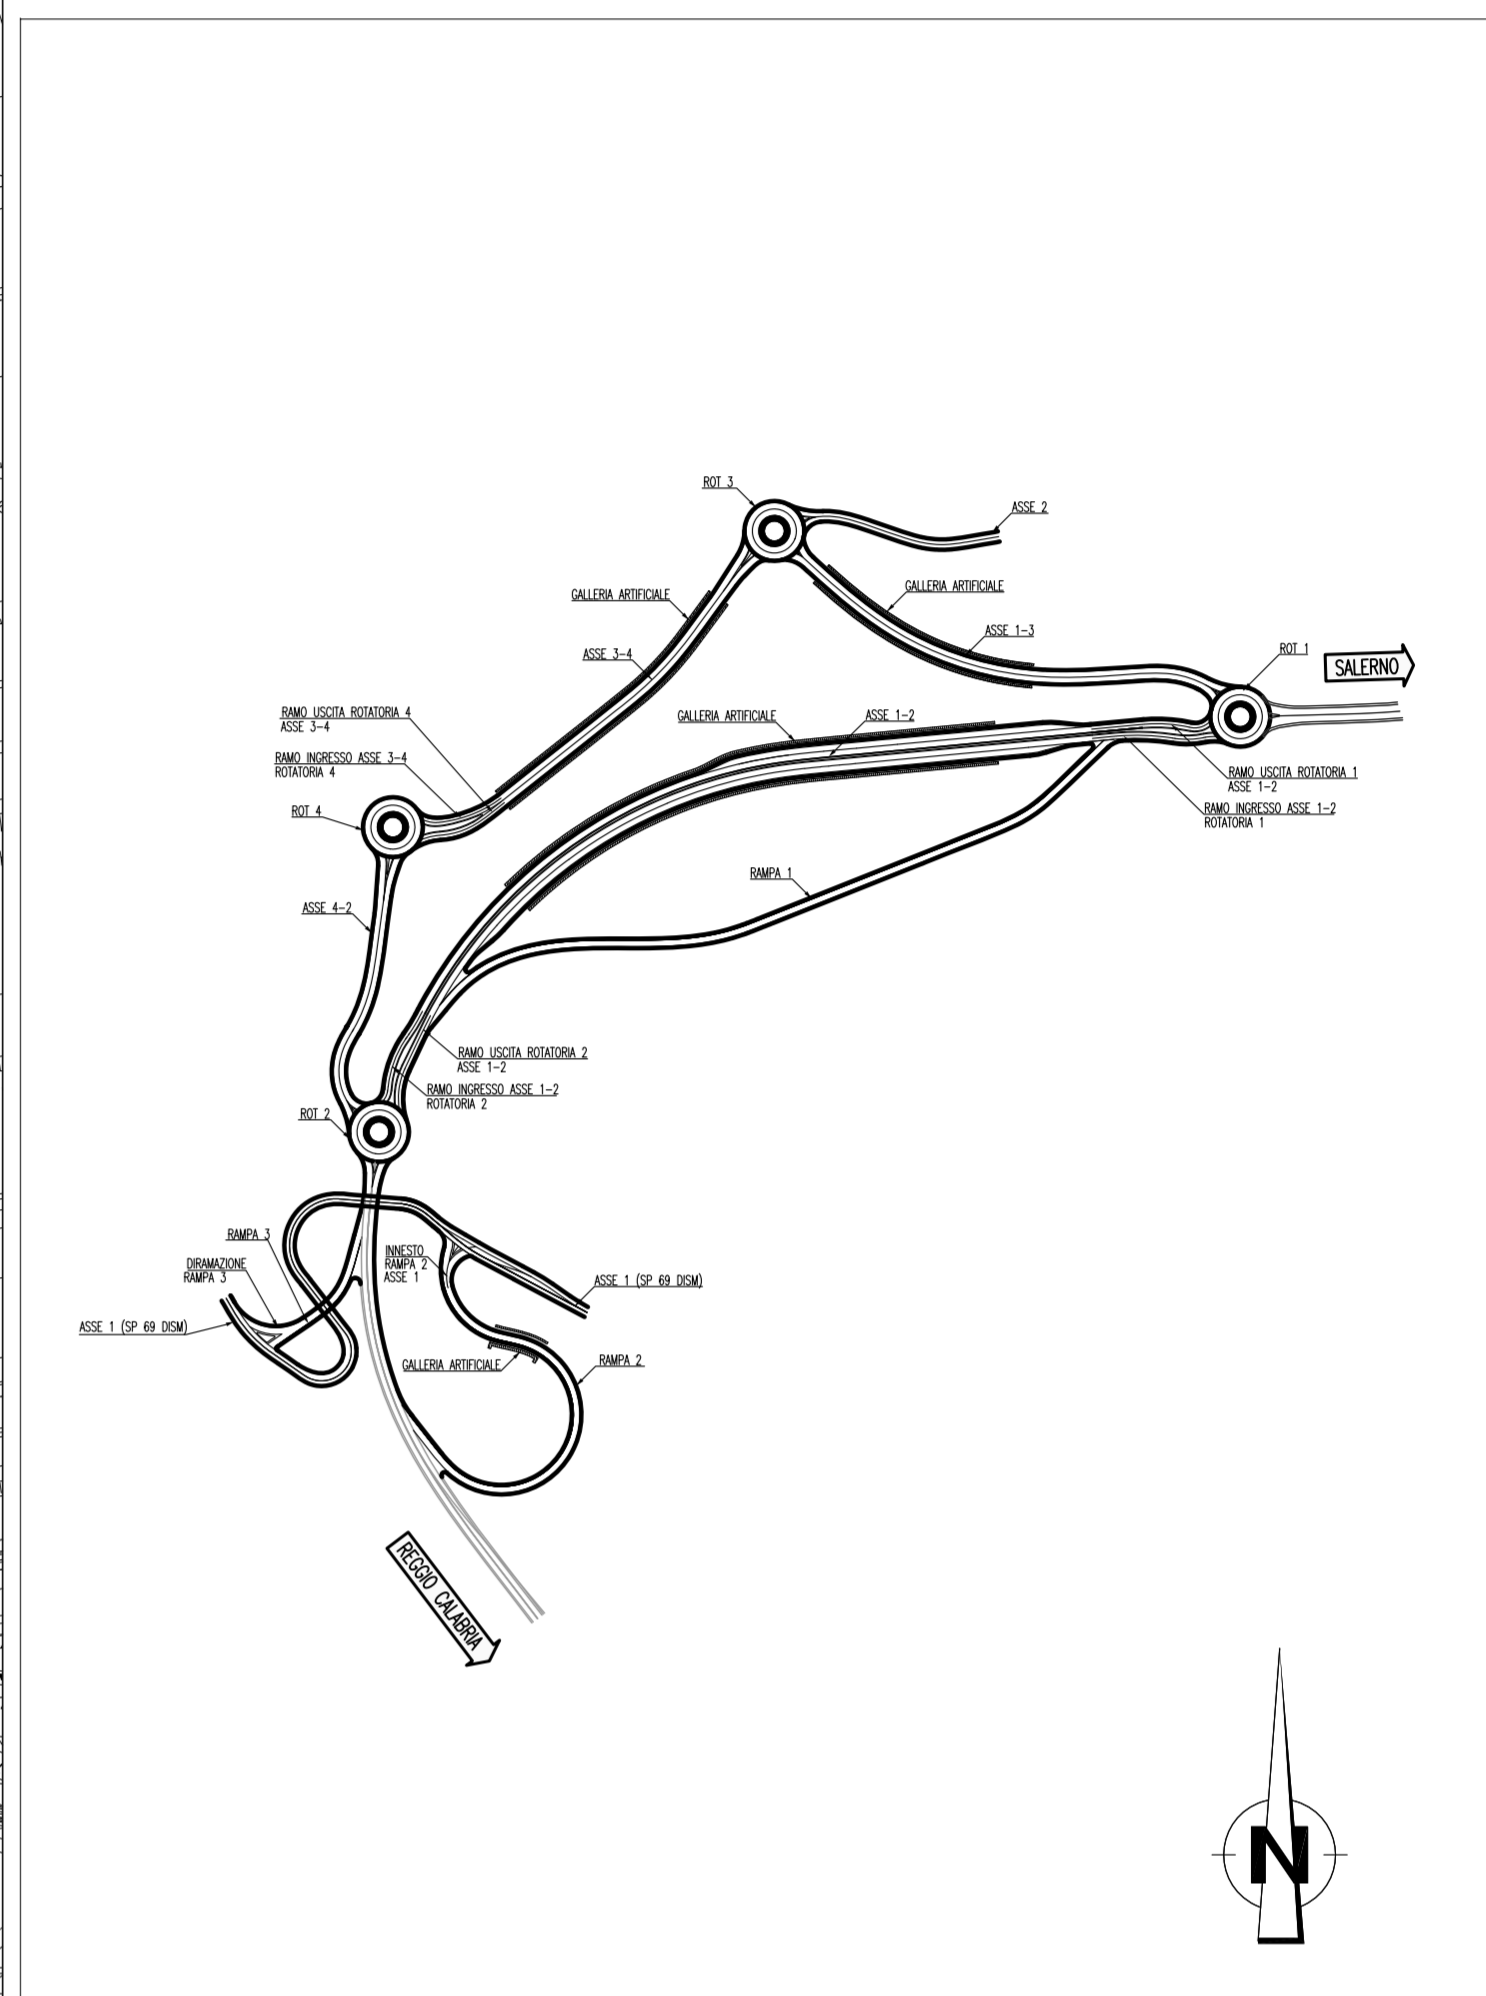 ROT 3
ASSE 2
GALLERIA ARTIFICIALE
GALLERIA ARTIFICIALE
ASSE 1-3
ASSE 3-4
ROT 1
SALERNO
RAMO USCITA ROTATORIA 4
ASSE 3-4
GALLERIA ARTIFICIALE
ASSE 1-2
RAMO INGRESSO ASSE 3-4
ROTATORIA 4
RAMO USCITA ROTATORIA 1
ASSE 1-2
ROT 4
RAMO INGRESSO ASSE 1-2
ROTATORIA 1
RAMPA 1
ASSE 4-2
RAMO USCITA ROTATORIA 2
ASSE 1-2
RAMO INGRESSO ASSE 1-2
ROTATORIA 2
ROT 2
RAMPA 3
DIRAMAZIONE
RAMPA 3
INNESTO
RAMPA 2
ASSE 1
ASSE 1 (SP 69 DISM)
ASSE 1 (SP 69 DISM)
GALLERIA ARTIFICIALE
RAMPA 2
REGGIO CALABRIA
N